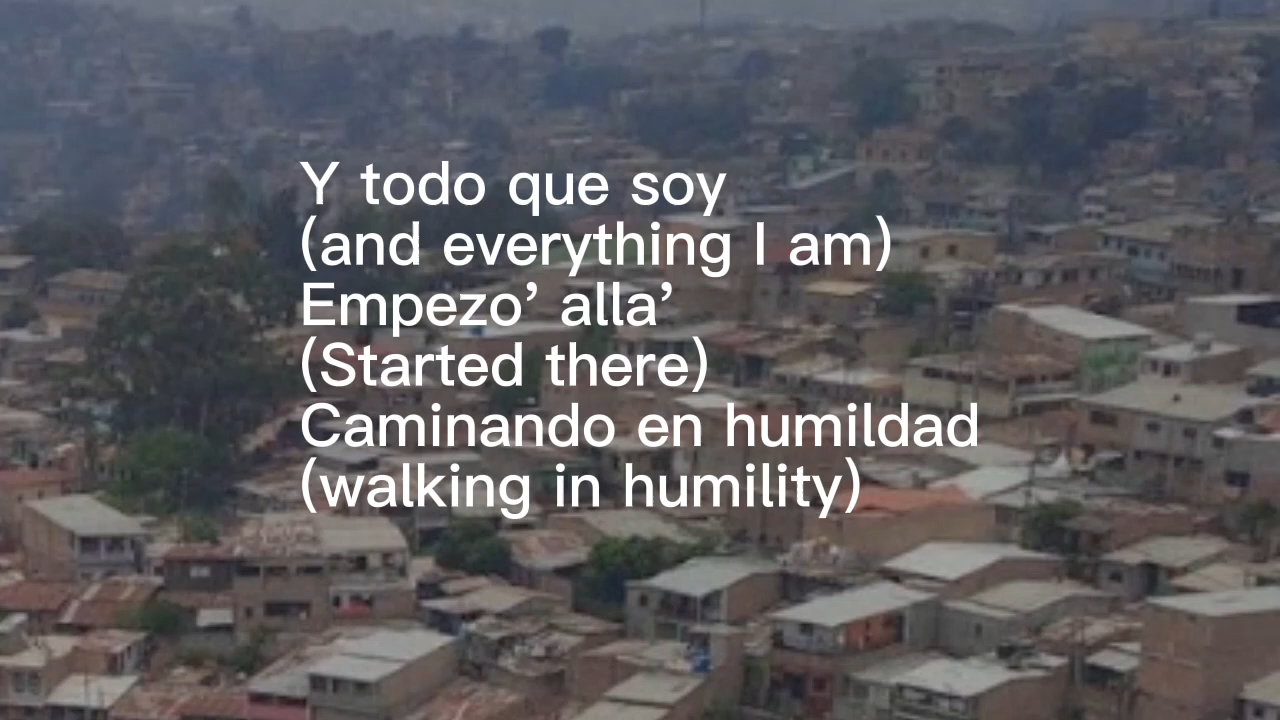 Y todo que soy
(and everything I am)
Empezo’ alla’
(Started there)
Caminando en humildad
(walking in humility)